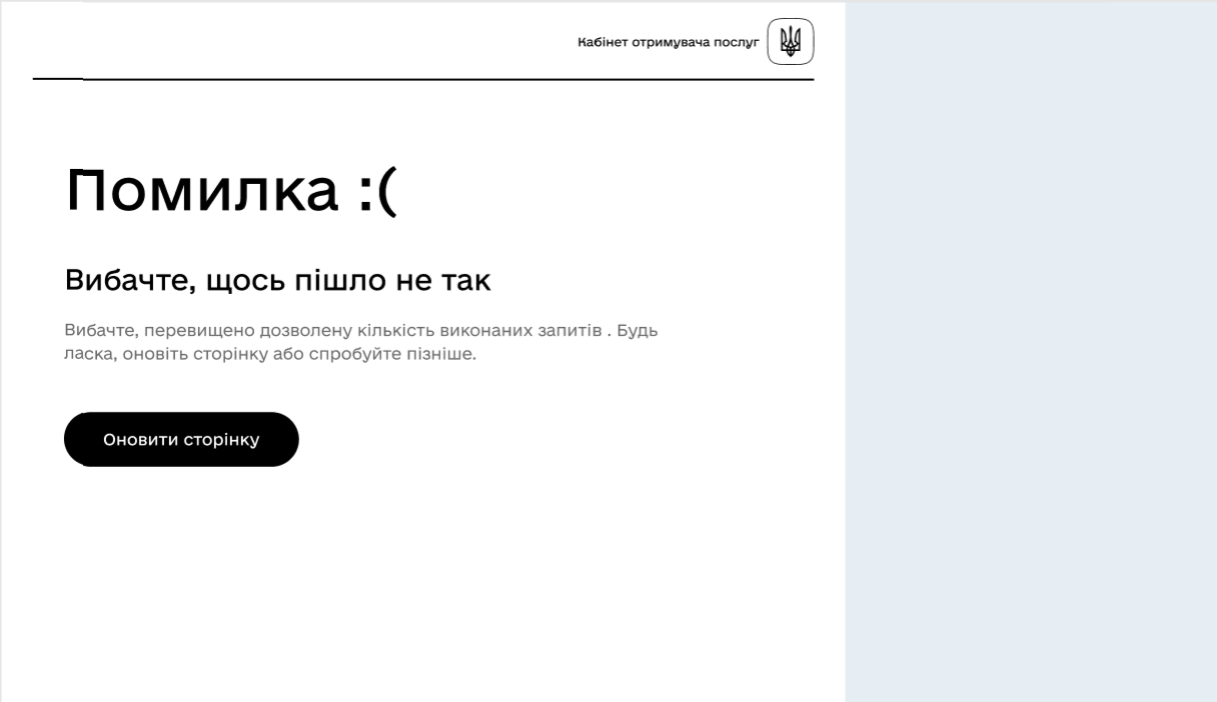 Кабінет отримувача послуг
Помилка :(
Вибачте, щось пішло не так
Вибачте, перевищено дозволену кількість виконаних запитів . Будь
ласка, оновіть сторінку або спробуйте пізніше.
Оновити сторінку